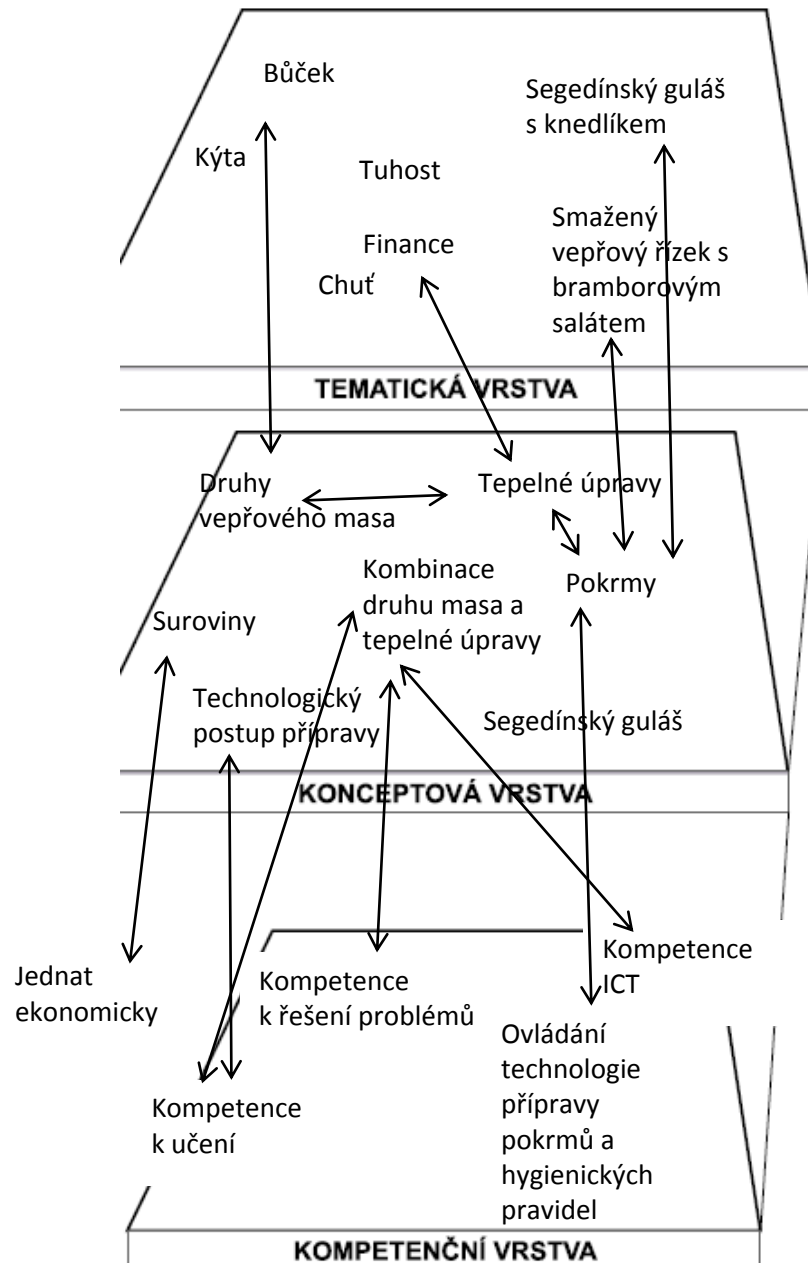 Bůček
Segedínský guláš
s knedlíkem
Kýta
Tuhost
Smažený
vepřový řízek s
bramborovým
salátem
Finance
Chuť
TEMATICKÁ VRSTVA
Druhy
vepřového masa
Tepelné úpravy
Kombinace
druhu masa a
tepelné úpravy
Pokrmy
Suroviny
Technologický
postup přípravy
Segedínský guláš
KONCEPTOVÁ VRSTVA
Jednat
ekonomicky
Kompetence
k řešení problémů
Kompetence
ICT
Ovládání
technologie
přípravy
pokrmů a
hygienických
pravidel
Kompetence
k učení
KOMPETENČNÍ VRSTVA